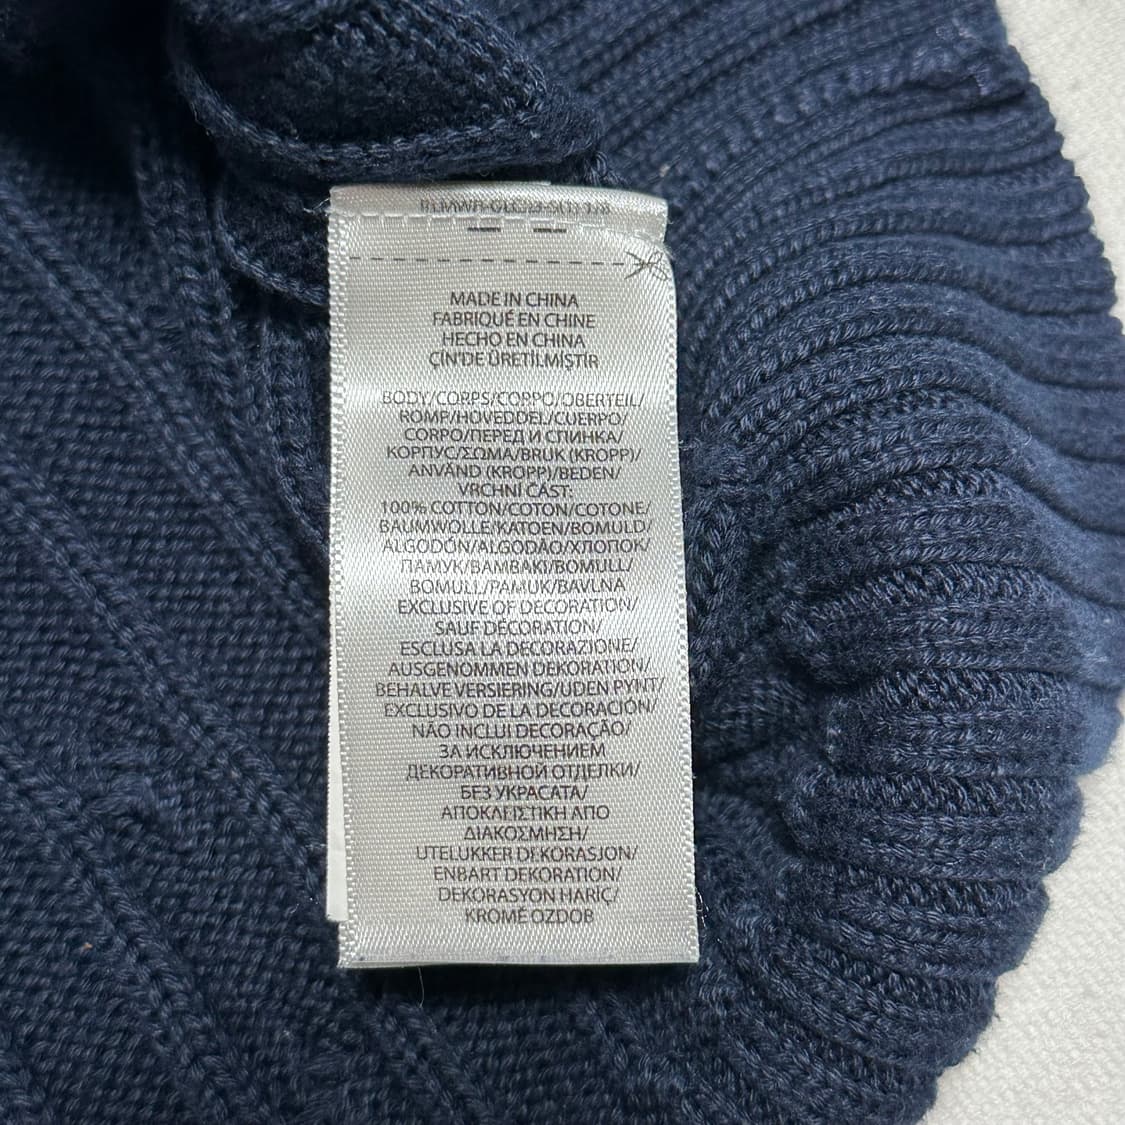 MADE IN CHINA
FABRIQUÉ EN CHINE
HECHO EN CHINA
ÇİN'DE ÜRETİLMİŞTİR
BODY/CORPS/CORPO/OBERTEIL/
ROMP/HOVEDDEL/CUERPO/
CORPO/ПЕРЕД И СПИНКА/
КОРПУС/ΣΩΜΑ/BRUK (KROPP)/
ANVÄND (KROPP)/BEDEN/
VRCHNÍ ČÁST:
100% COTTON/COTON/COTONE/
BAUMWOLLE/KATOEN/BOMULD/
ALGODÓN/ALGODÃO/ХЛОПОК/
ПАМУК/ΒΑΜΒΑΚΙ/BOMULL/
BOMULL/PAMUK/BAVLNA
EXCLUSIVE OF DECORATION/
SAUF DÉCORATION/
ESCLUSA LA DECORAZIONE/
AUSGENOMMEN DEKORATION/
BEHALVE VERSIERING/UDEN PYNT/
EXCLUSIVO DE LA DECORACIÓN/
NÃO INCLUI DECORAÇÃO/
ЗА ИСКЛЮЧЕНИЕМ
ДЕКОРАТИВНОЙ ОТДЕЛКИ/
БЕЗ УКРАСАТА/
ΑΠΟΚΛΕΙΣΤΙΚΗ ΑΠΟ
ΔΙΑΚΟΣΜΗΣΗ/
UTELUKKER DEKORASJON/
ENBART DEKORATION/
DEKORASYON HARİÇ/
KROMĚ OZDOB